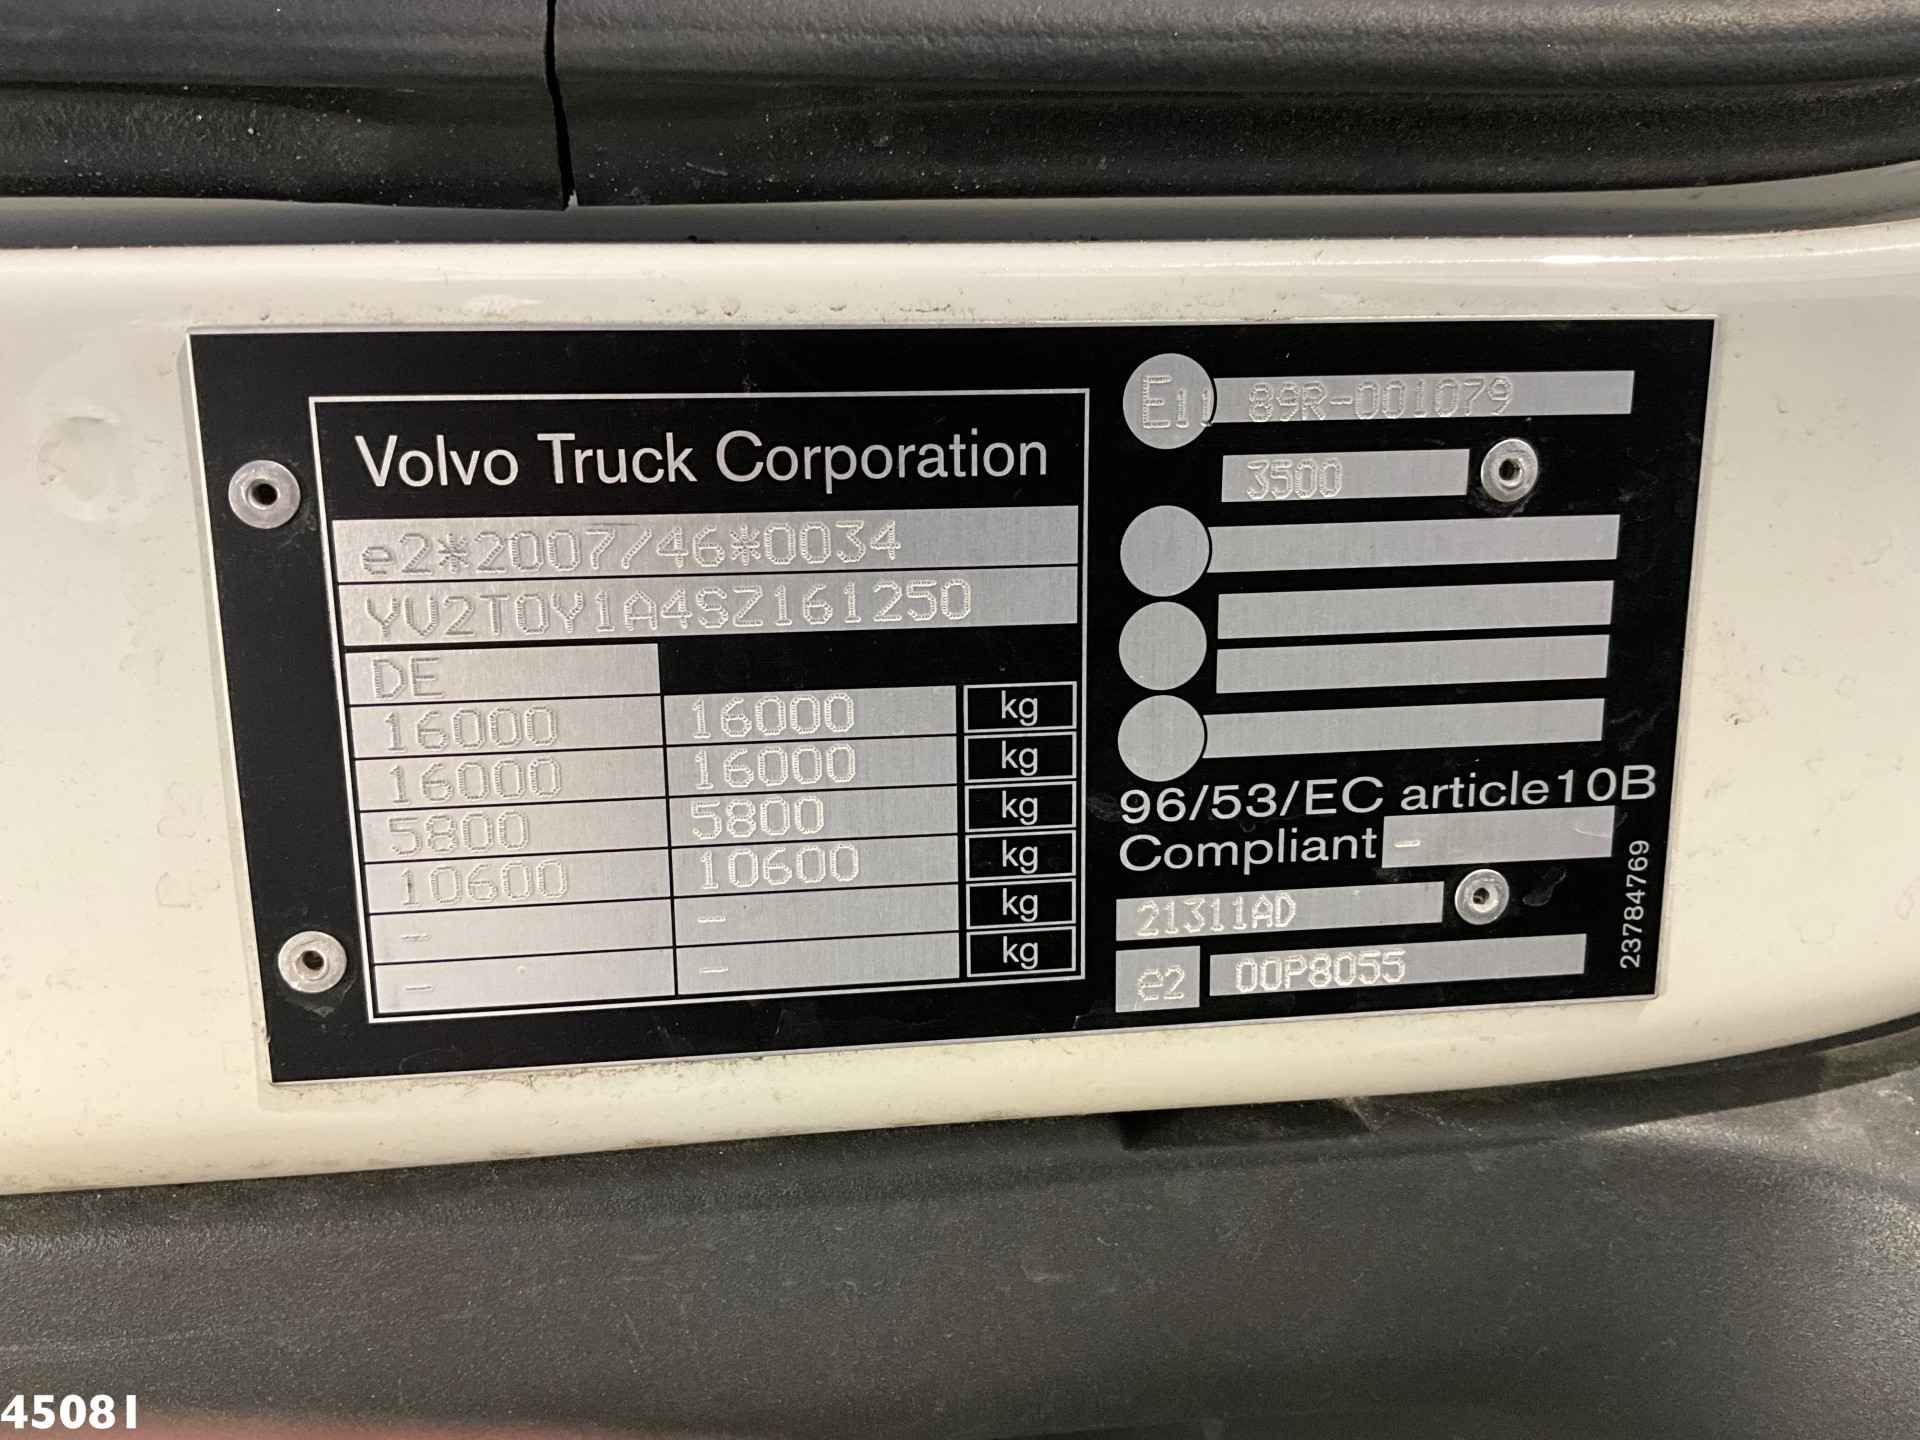 Volvo Truck Corporation
e2*2007/46*0034
YV2T0Y1A4SZ161250
DE
16000 16000 kg
16000 16000 kg
5800 5800 kg
10600 10600 kg
- - kg
- - kg
E11 89R-001079
3500
96/53/EC article10B
Compliant -
21311AD
e2 00P8055
23784769
45081